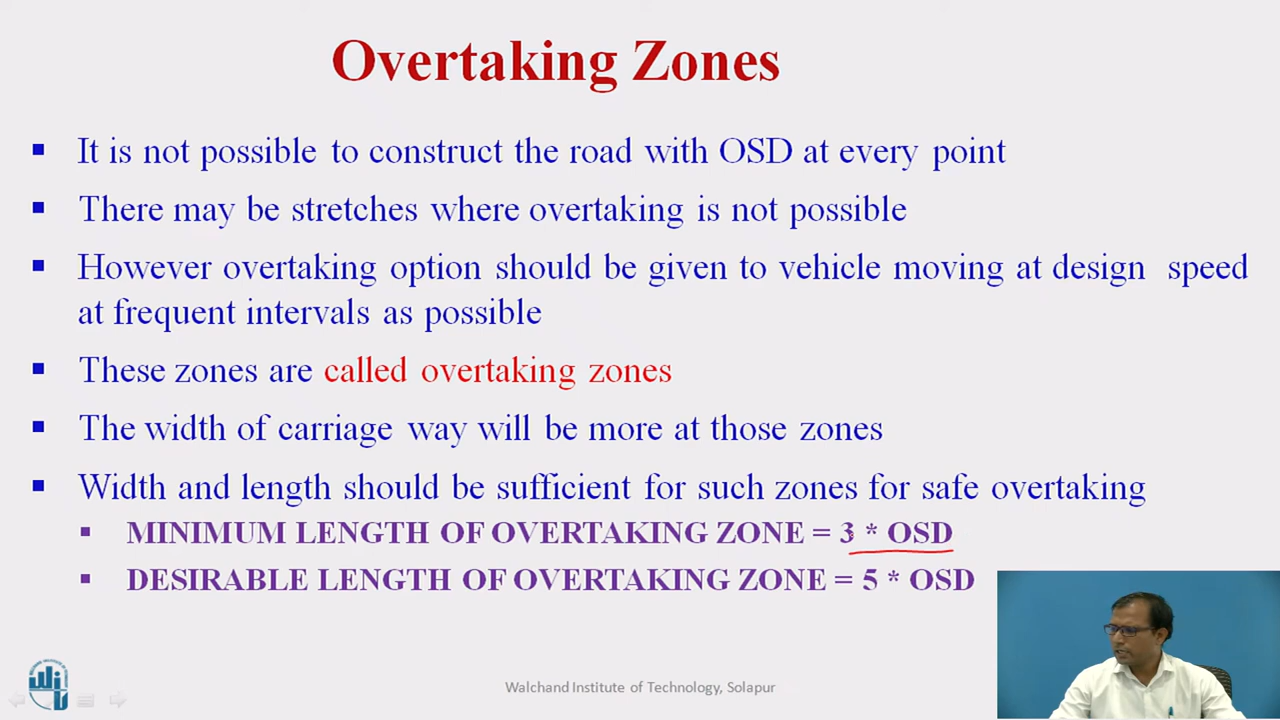 Overtaking Zones
It is not possible to construct the road with OSD at every point
There may be stretches where overtaking is not possible
However overtaking option should be given to vehicle moving at design speed
at frequent intervals as possible
These zones are called overtaking zones
The width of carriage way will be more at those zones
Width and length should be sufficient for such zones for safe overtaking
MINIMUM LENGTH OF OVERTAKING ZONE = 3 * OSD
DESIRABLE LENGTH OF OVERTAKING ZONE = 5 * OSD
Walchand Institute of Technology, Solapur